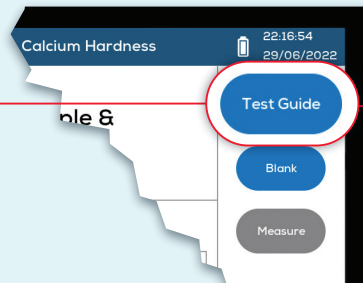 Calcium Hardness
22:16:54
29/06/2022
Test Guide
&
Blank
Measure